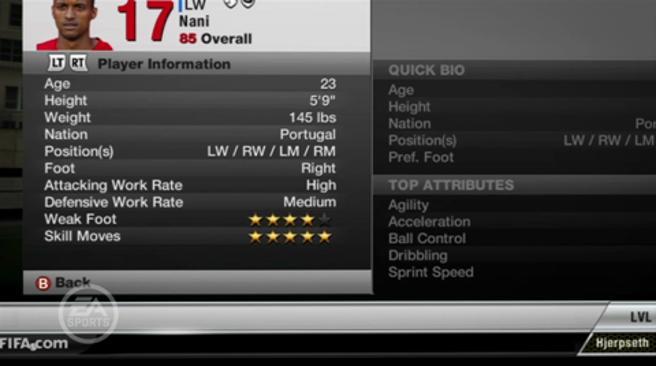 17
LW
Nani
85 Overall
LT RT Player Information
Age 23
Height 5'9"
Weight 145 lbs
Nation Portugal
Position(s) LW / RW / LM / RM
Foot Right
Attacking Work Rate High
Defensive Work Rate Medium
Weak Foot
Skill Moves
B Back
QUICK BIO
Age
Height
Nation Por
Position(s) LW / RW / LM
Pref. Foot
TOP ATTRIBUTES
Agility
Acceleration
Ball Control
Dribbling
Sprint Speed
EA
SPORTS
LVL
FIFA.com
Hjerpseth